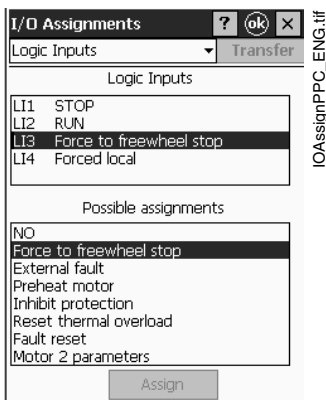 I/O Assignments ? ok ×
Logic Inputs Transfer
Logic Inputs
LI1 STOP
LI2 RUN
LI3 Force to freewheel stop
LI4 Forced local
Possible assignments
NO
Force to freewheel stop
External fault
Preheat motor
Inhibit protection
Reset thermal overload
Fault reset
Motor 2 parameters
Assign
IOAssignPPC_ENG.tif